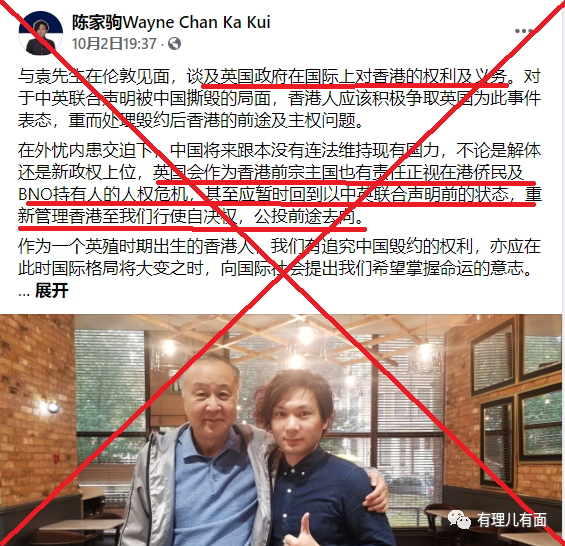 陈家驹Wayne Chan Ka Kui
10月2日19:37
与袁先生在伦敦见面，谈及英国政府在国际上对香港的权利及义务。对
于中英联合声明被中国撕毁的局面，香港人应该积极争取英国为此事件
表态，重而处理毁约后香港的前途及主权问题。
在外忧内患交迫下，中国将来跟本没有违法维持现有国力，不论是解体
还是新政权上位，英国会作为香港前宗主国也有责任正视在港侨民及
BNO持有人的人权危机，甚至应暂时回到以中英联合声明前的状态，重
新管理香港至我们行使自决权，公投前途去向。
作为一个英殖时期出生的香港人，我们有追究中国毁约的权利，亦应在
此时国际格局将大变之时，向国际社会提出我们希望掌握命运的意志。
... 展开
有理儿有面